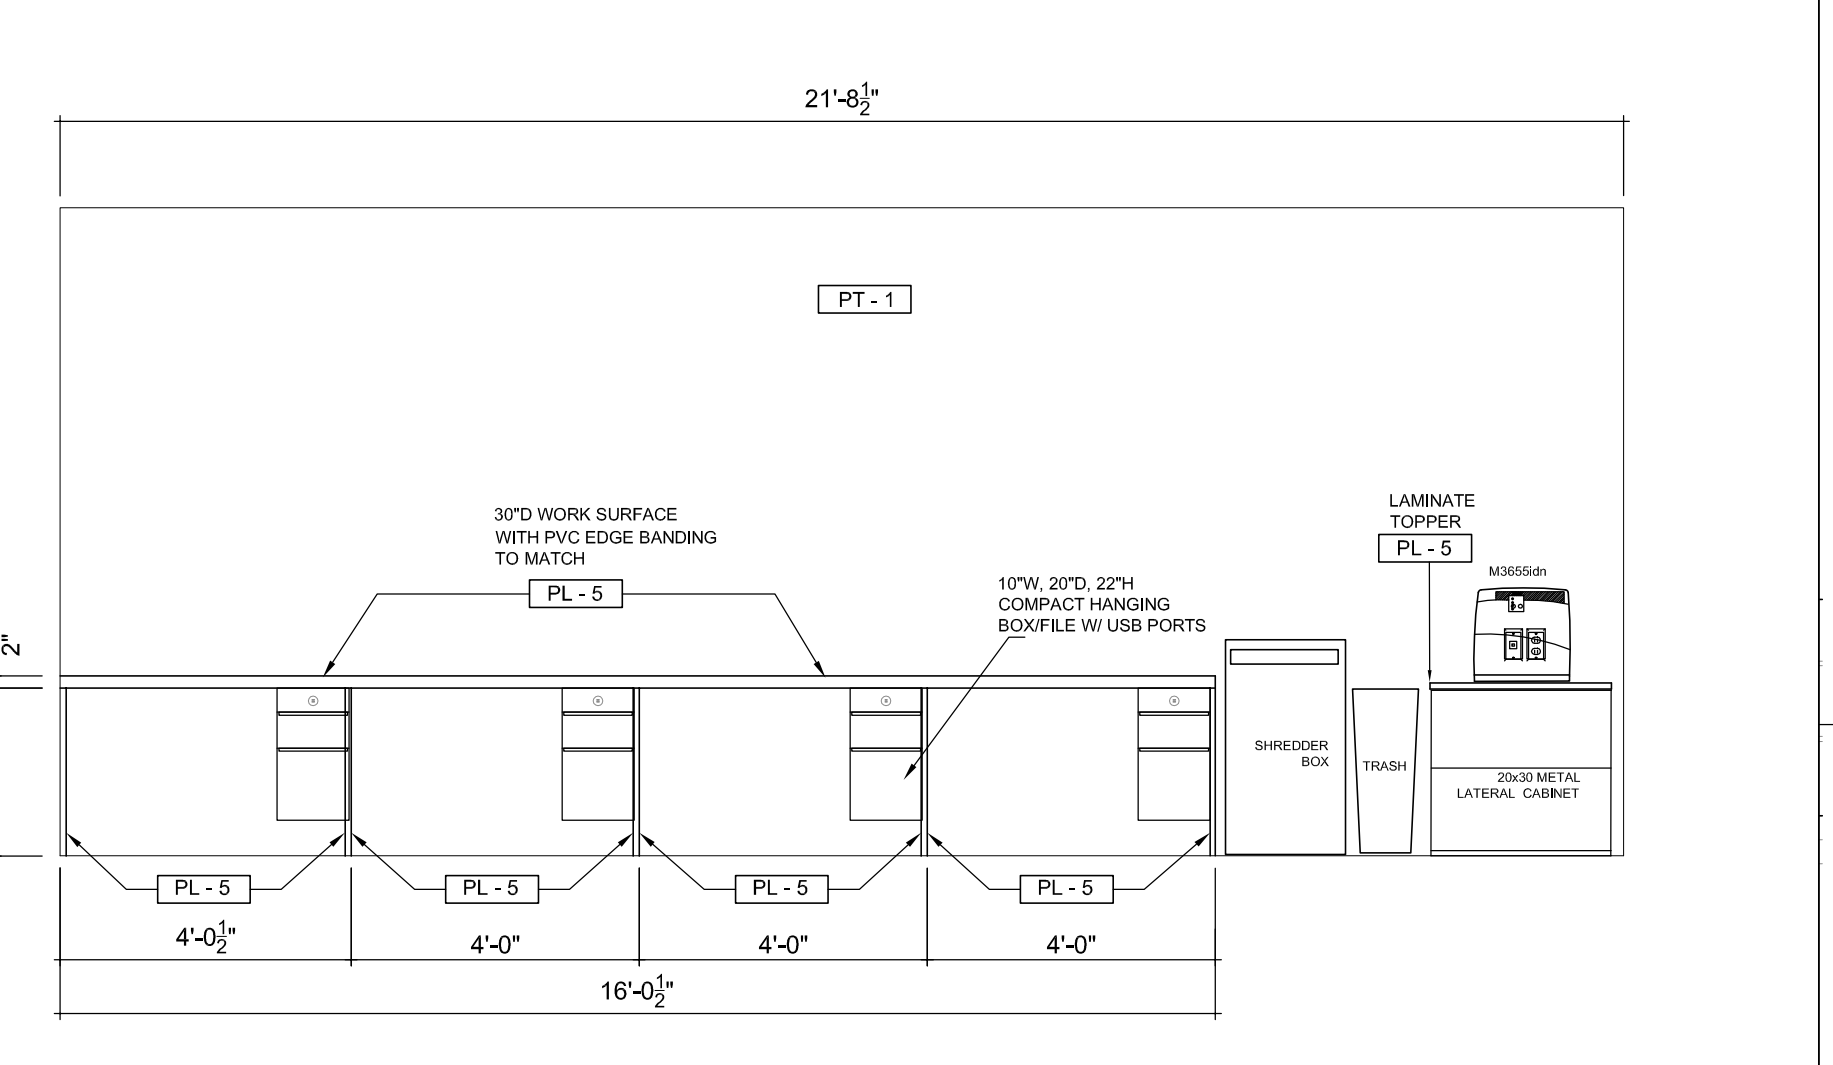 21'-8½"
PT - 1
30"D WORK SURFACE
WITH PVC EDGE BANDING
TO MATCH
PL - 5
10"W, 20"D, 22"H
COMPACT HANGING
BOX/FILE W/ USB PORTS
LAMINATE
TOPPER
PL - 5
M3655idn
2"
SHREDDER
BOX
TRASH
20x30 METAL
LATERAL CABINET
PL - 5
PL - 5
PL - 5
PL - 5
4'-0½"
4'-0"
4'-0"
4'-0"
16'-0½"